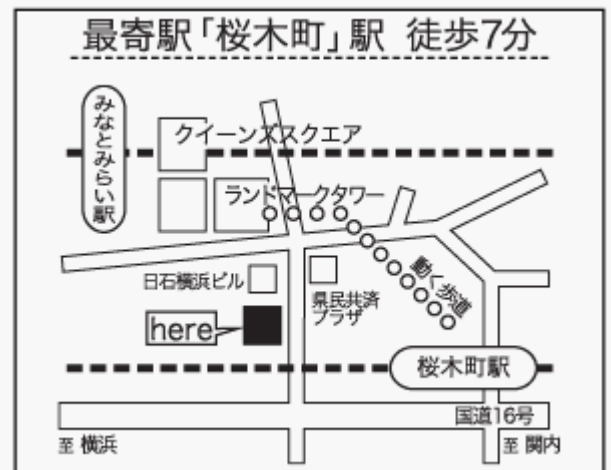 最寄駅「桜木町」駅 徒歩7分
みなとみらい駅
クイーンズスクエア
ランドマークタワー
日石横浜ビル
県民共済
プラザ
動く歩道
here
桜木町駅
国道16号
至 横浜
至 関内